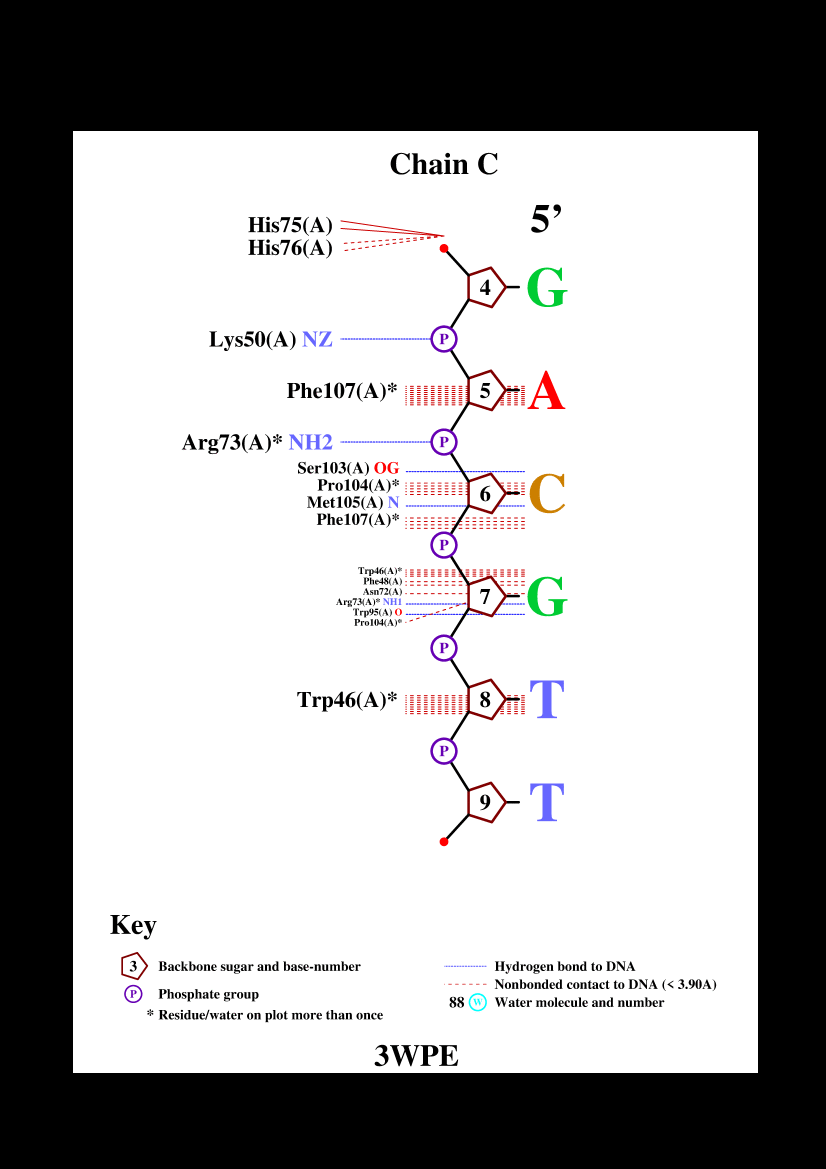 Chain C
5’
His75(A)
His76(A)
4 G
Lys50(A) NZ P
Phe107(A)* 5 A
Arg73(A)* NH2 P
Ser103(A) OG
Pro104(A)*
6 C
Met105(A) N
Phe107(A)*
P
Trp46(A)*
Phe48(A)
Asn72(A)
7 G
Arg73(A)* NH1
Trp95(A) O
Pro104(A)*
P
Trp46(A)* 8 T
P
9 T
Key
3 Backbone sugar and base-number
P Phosphate group
* Residue/water on plot more than once
Hydrogen bond to DNA
Nonbonded contact to DNA (< 3.90A)
88 W Water molecule and number
3WPE